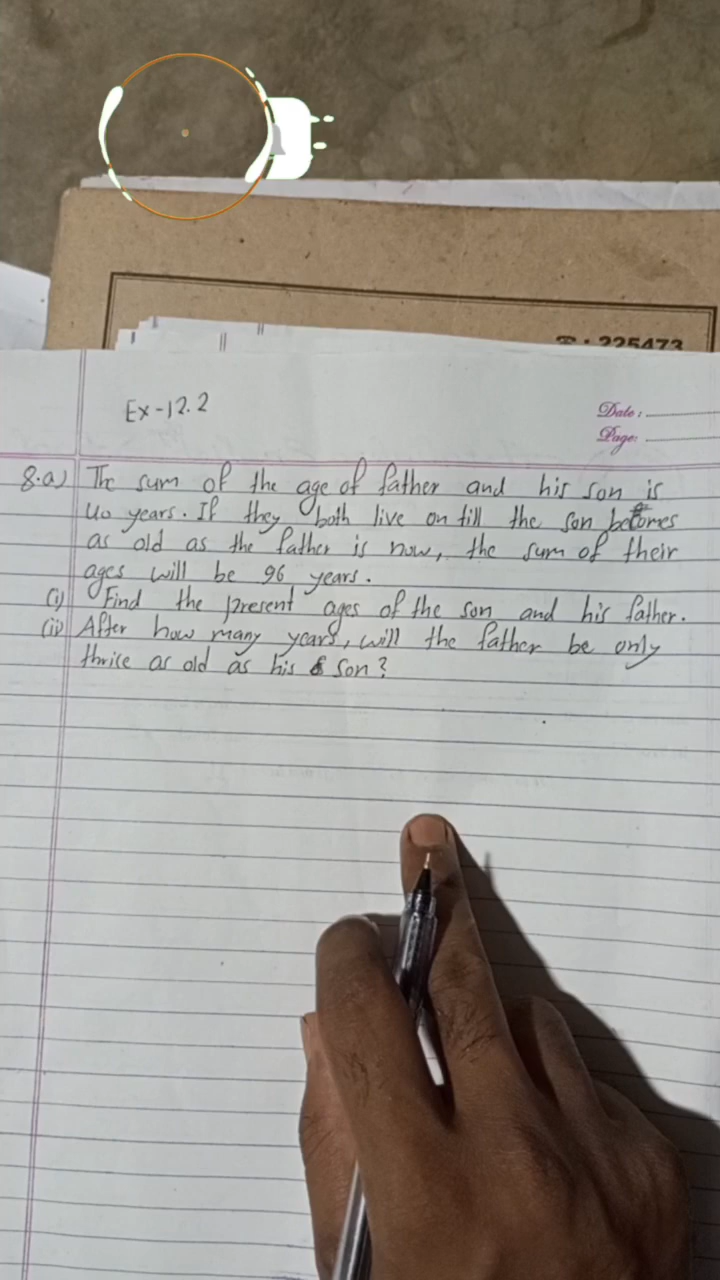 ☎ : 225473
Ex-12.2
Date :
Page:
8.a) The sum of the age of father and his son is
40 years. If they both live on till the son becomes
as old as the father is now, the sum of their
ages will be 96 years.
(i) Find the present ages of the son and his father.
(ii) After how many years, will the father be only
thrice as old as his son?